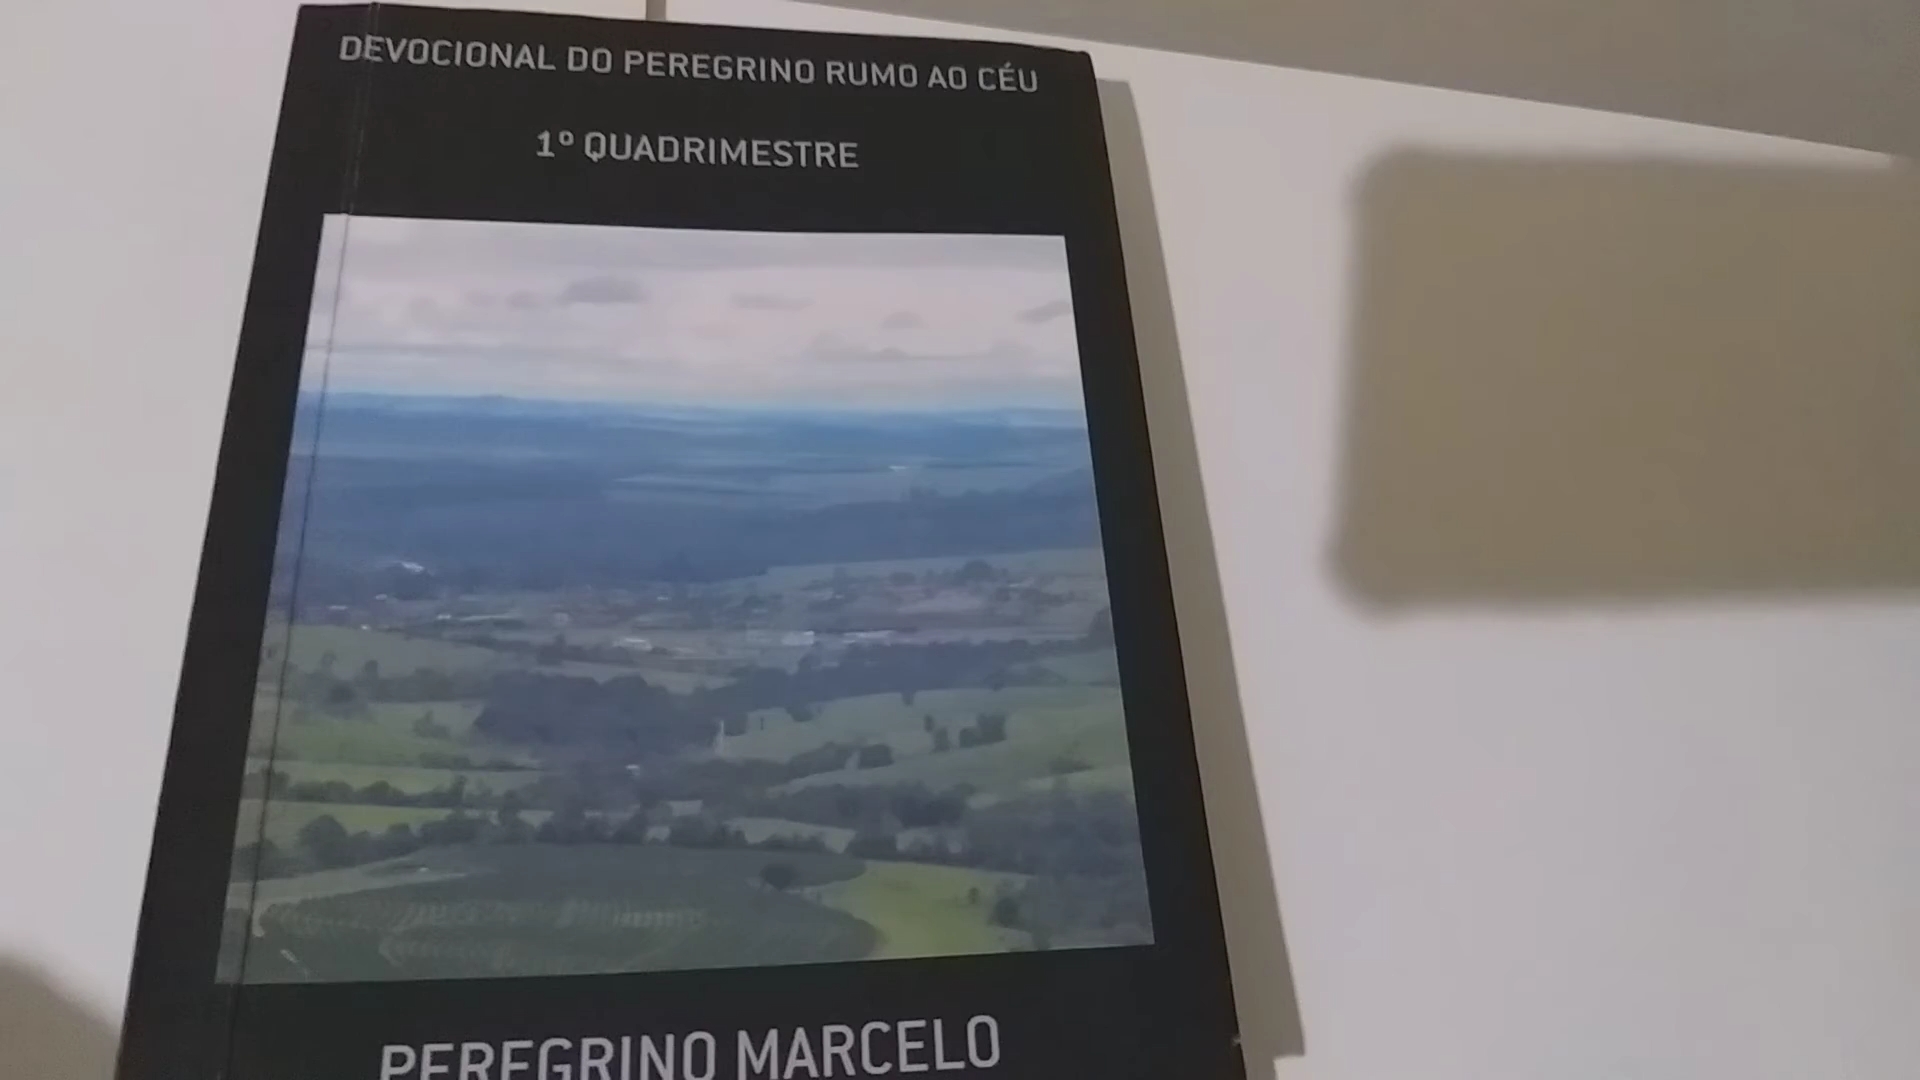 DEVOCIONAL DO PEREGRINO RUMO AO CÉU
1º QUADRIMESTRE
PEREGRINO MARCELO